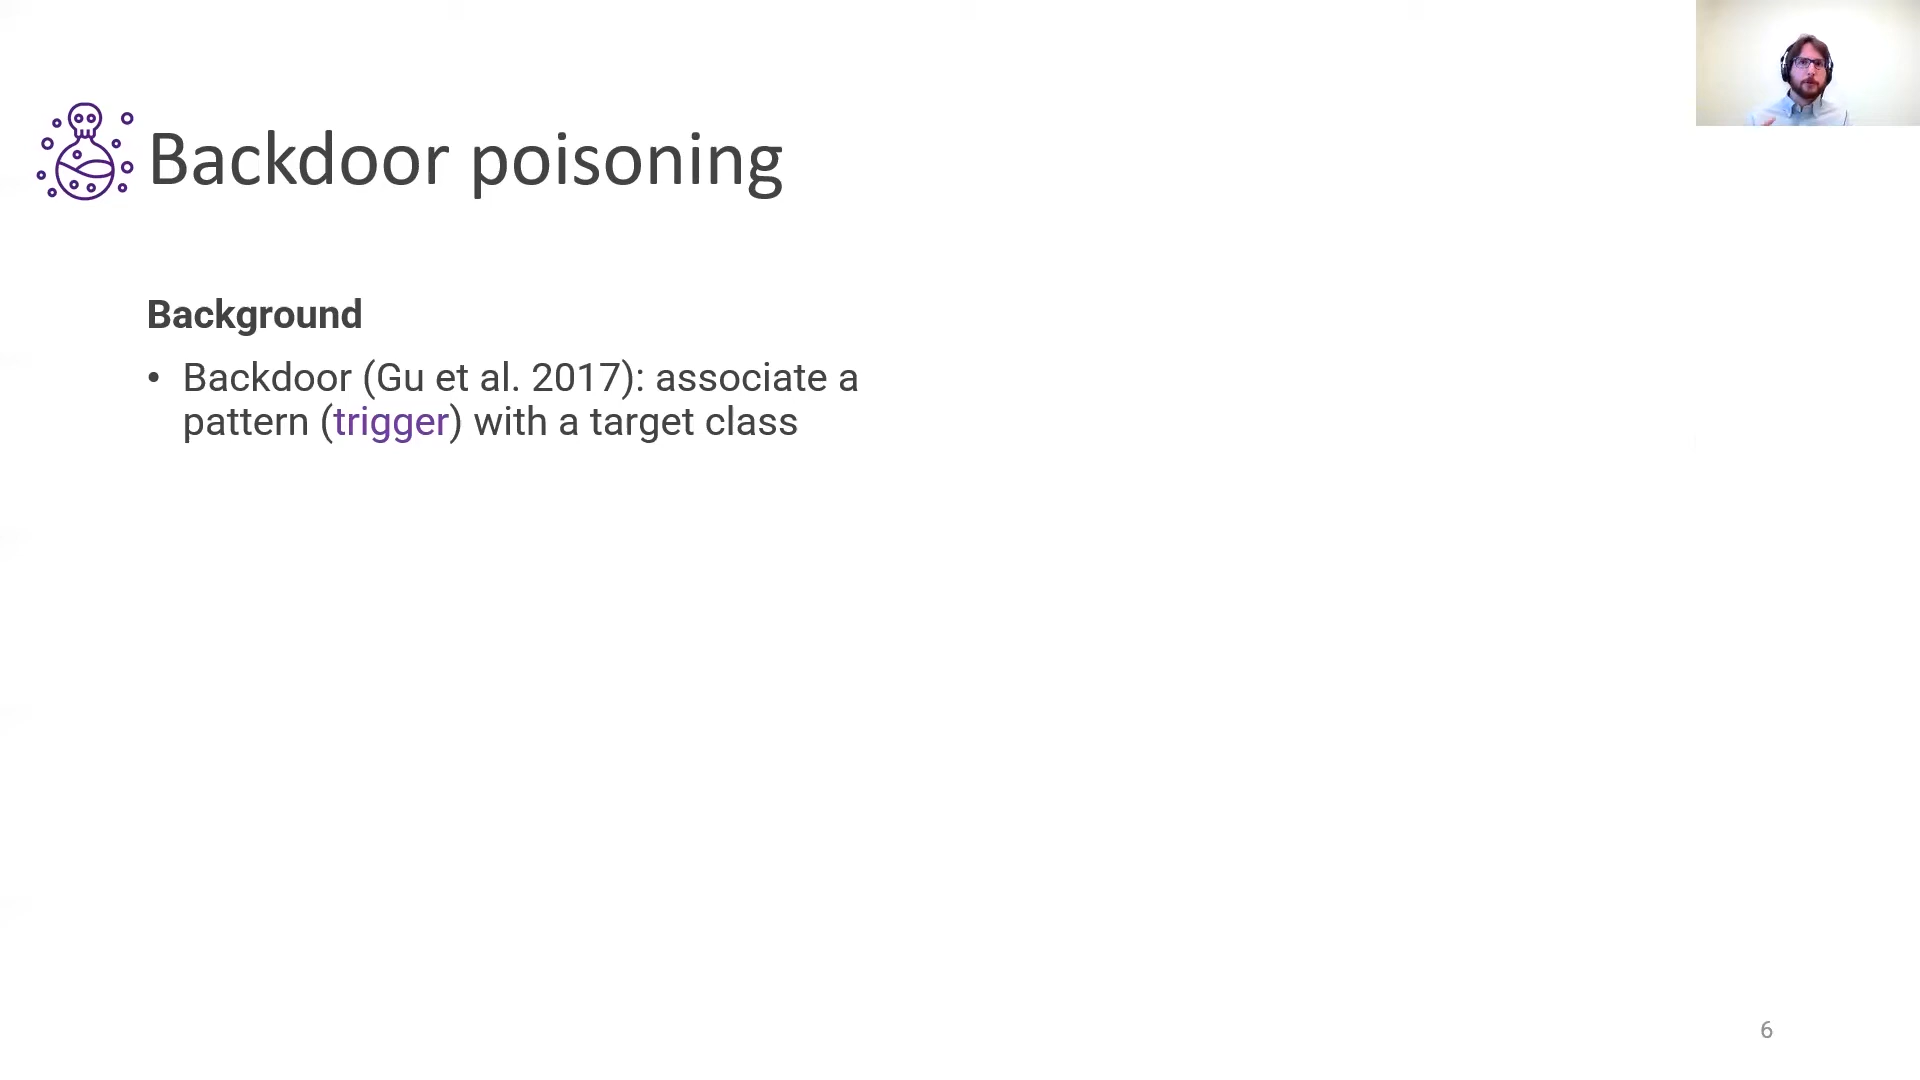 Backdoor poisoning
Background
• Backdoor (Gu et al. 2017): associate a
pattern (trigger) with a target class
6